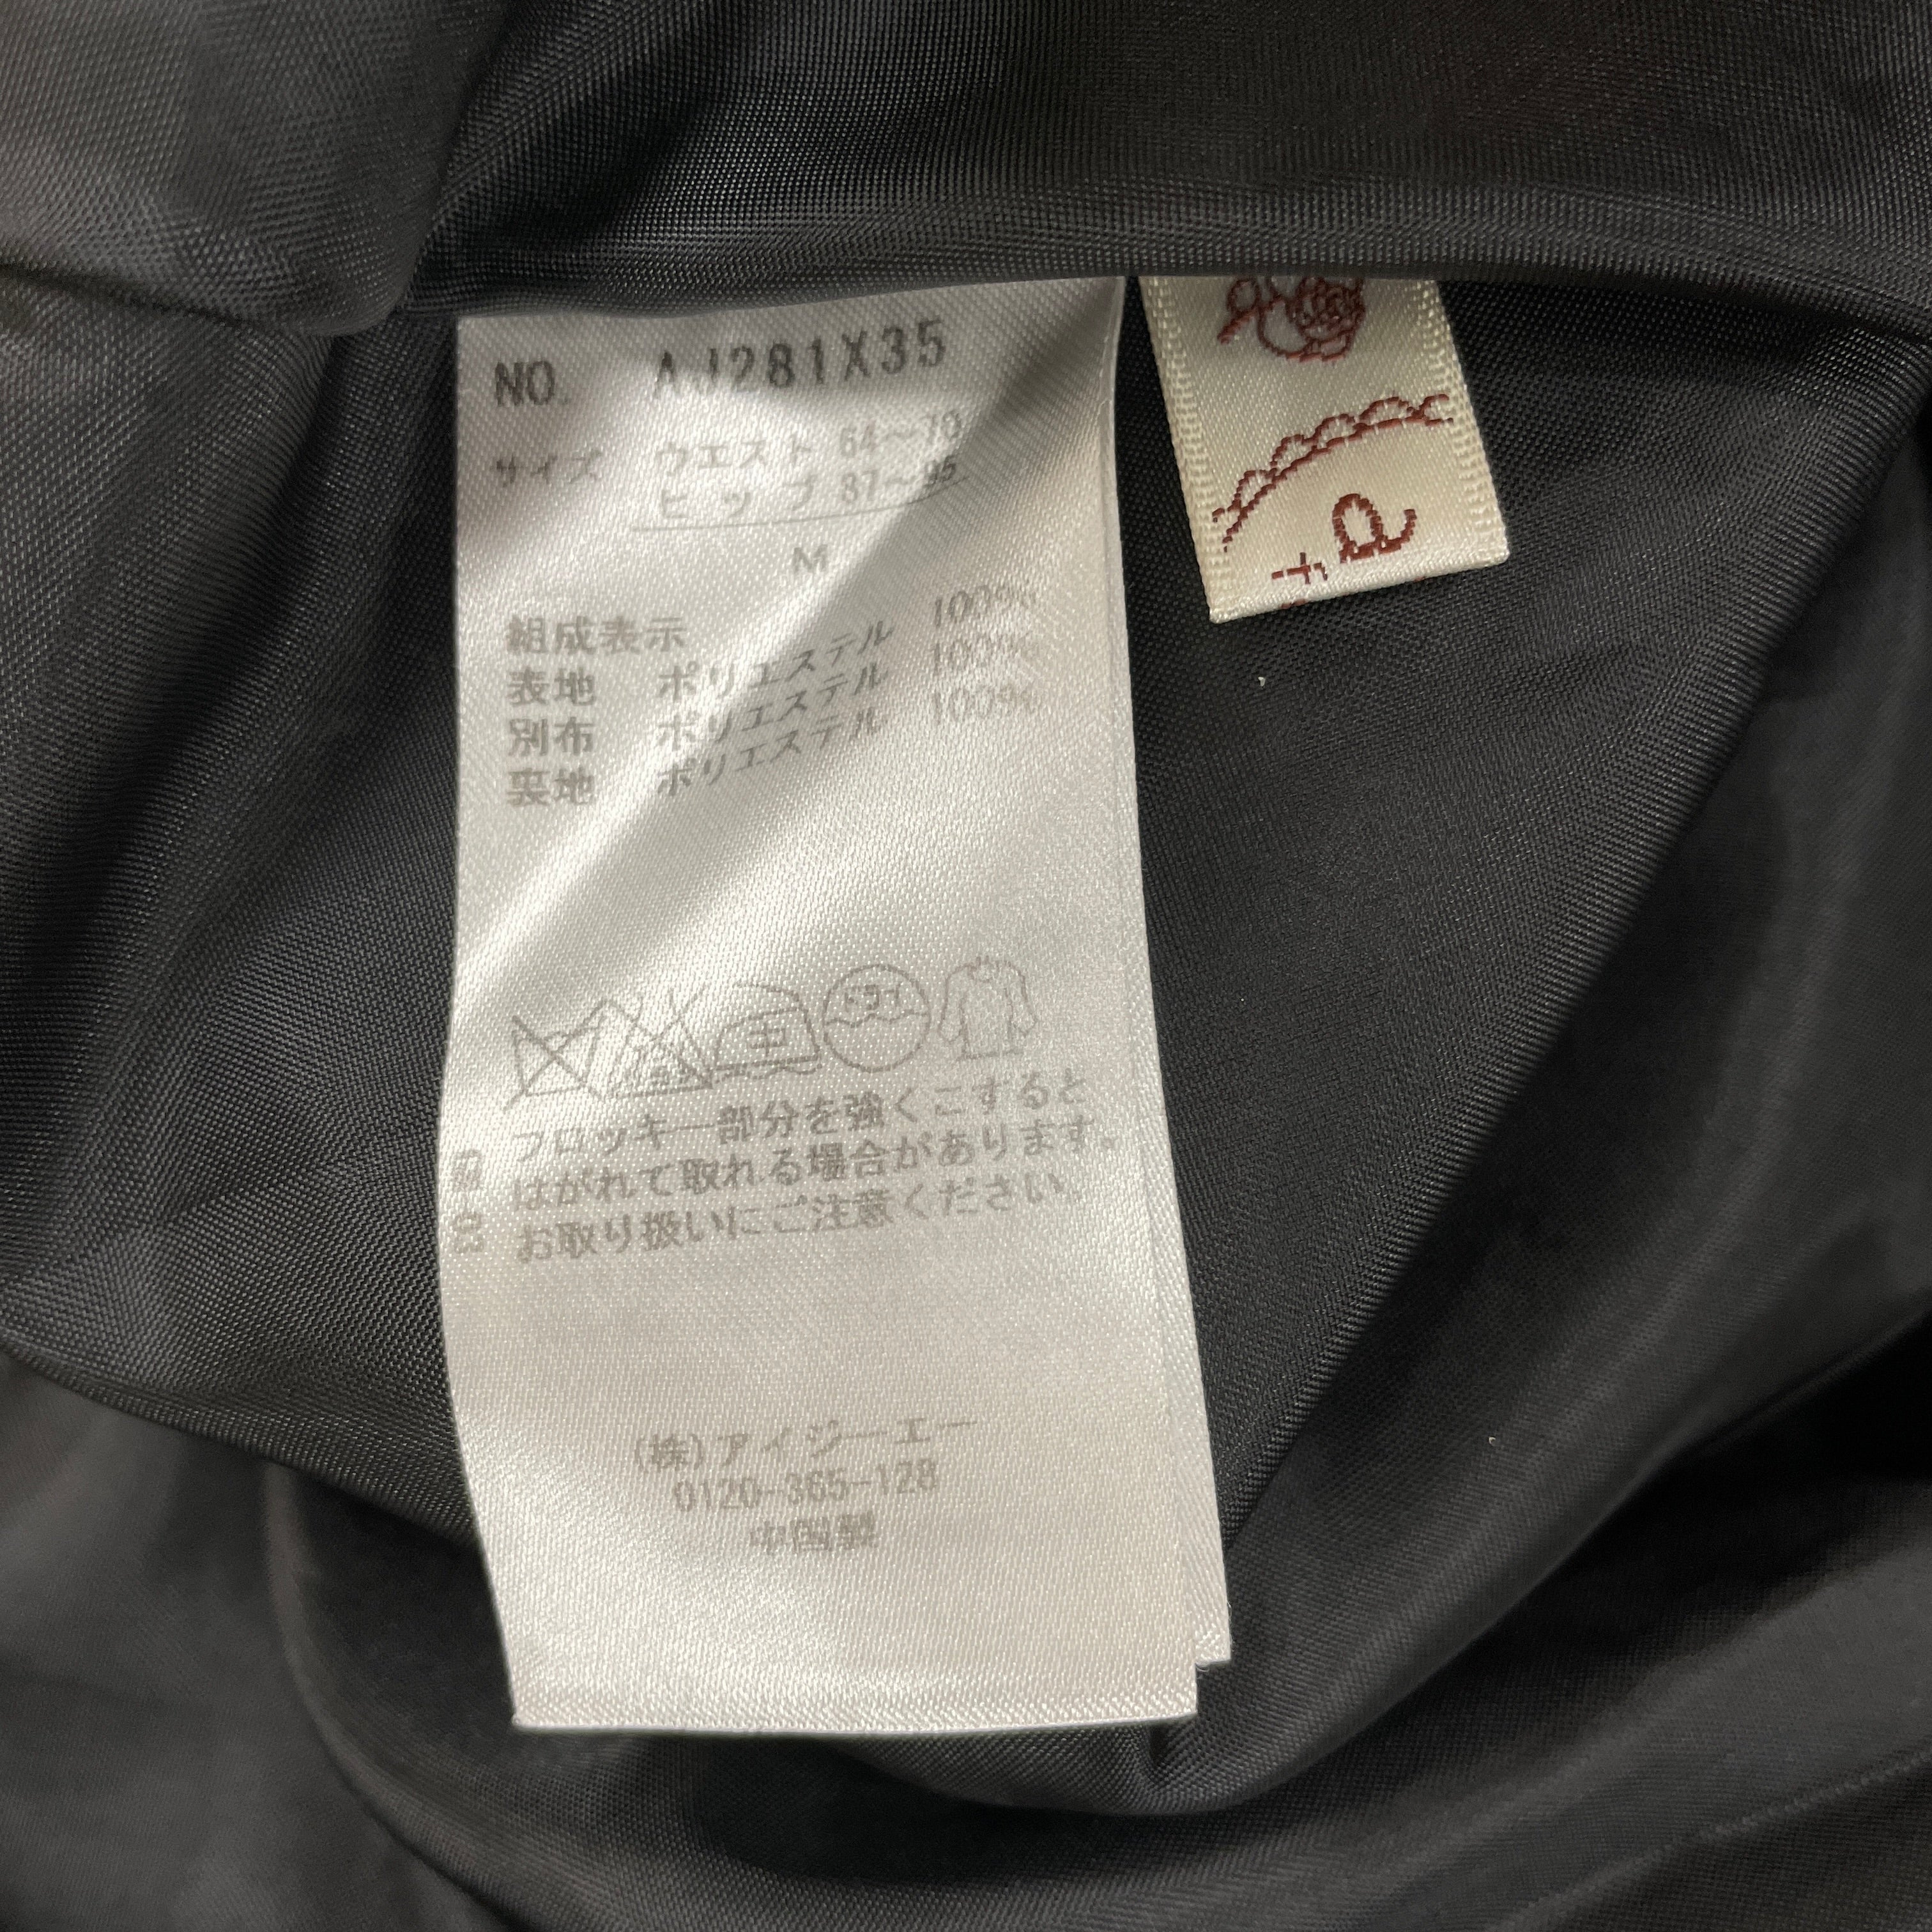 NO. AJ281X35
サイズ ウエスト 64～70
ヒップ 87～95
M
組成表示
表地 ポリエステル 100%
別布 ポリエステル 100%
裏地 ポリエステル 100%
ドライ
フロッキー部分を強くこすると
はがれて取れる場合があります。
お取り扱いにご注意ください。
(株)アイジーエー
0120-365-128
中国製